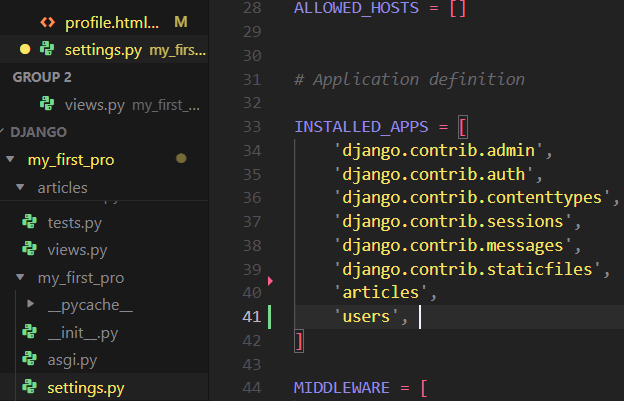 profile.html... M
settings.py my_firs...
GROUP 2
views.py my_first_...
DJANGO
my_first_pro
articles
tests.py
views.py
my_first_pro
__pycache__
__init__.py
asgi.py
settings.py
28 ALLOWED_HOSTS = []
29
30
31 # Application definition
32
33 INSTALLED_APPS = [
34 'django.contrib.admin',
35 'django.contrib.auth',
36 'django.contrib.contenttypes',
37 'django.contrib.sessions',
38 'django.contrib.messages',
39 'django.contrib.staticfiles',
40 'articles',
41 'users',
42 ]
43
44 MIDDLEWARE = [